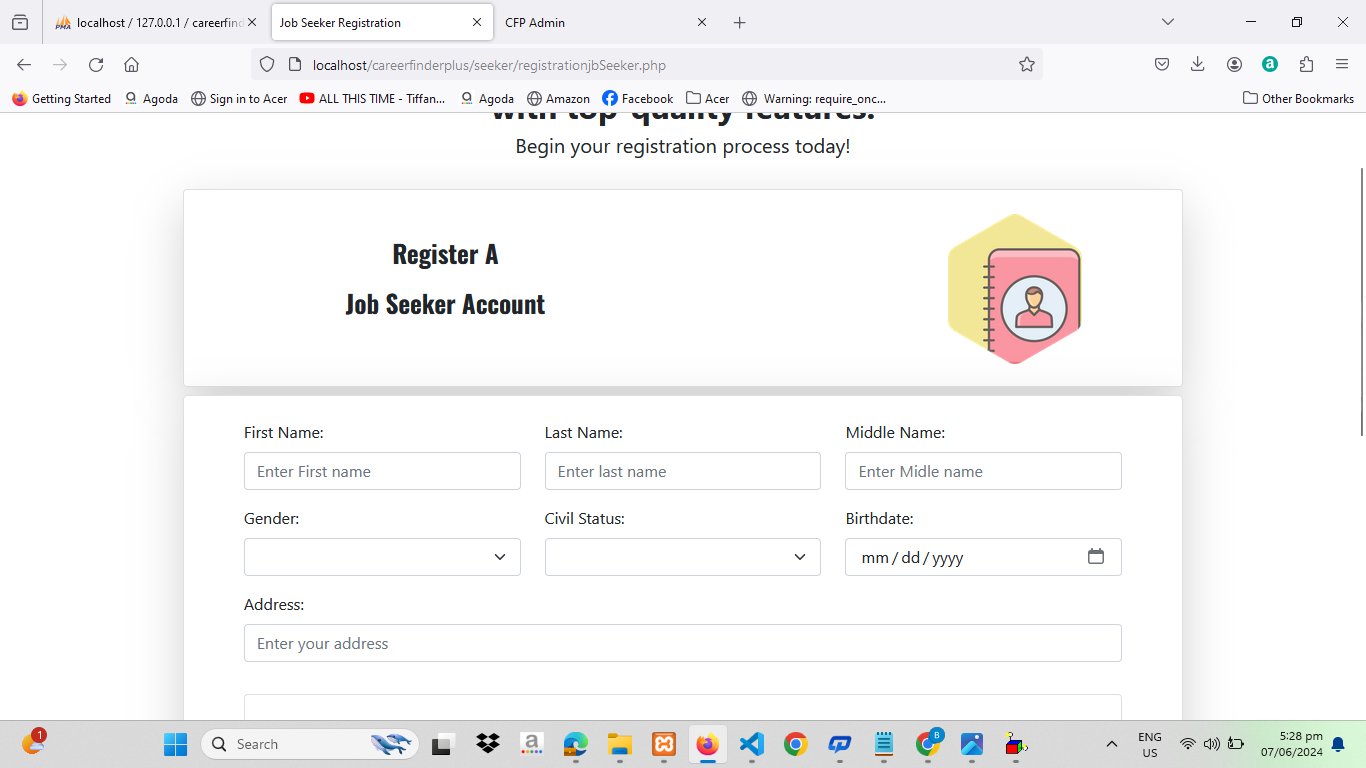 localhost / 127.0.0.1 / careerfind
Job Seeker Registration
CFP Admin
localhost/careerfinderplus/seeker/registrationjbSeeker.php
Getting Started
Agoda
Sign in to Acer
ALL THIS TIME - Tiffan...
Agoda
Amazon
Facebook
Acer
Warning: require_onc...
Other Bookmarks
with top-quality features.
Begin your registration process today!
Register A
Job Seeker Account
First Name: Last Name: Middle Name:
Enter First name Enter last name Enter Midle name
Gender: Civil Status: Birthdate:
mm / dd / yyyy
Address:
Enter your address
1
Search
B
ENG
US
5:28 pm
07/06/2024